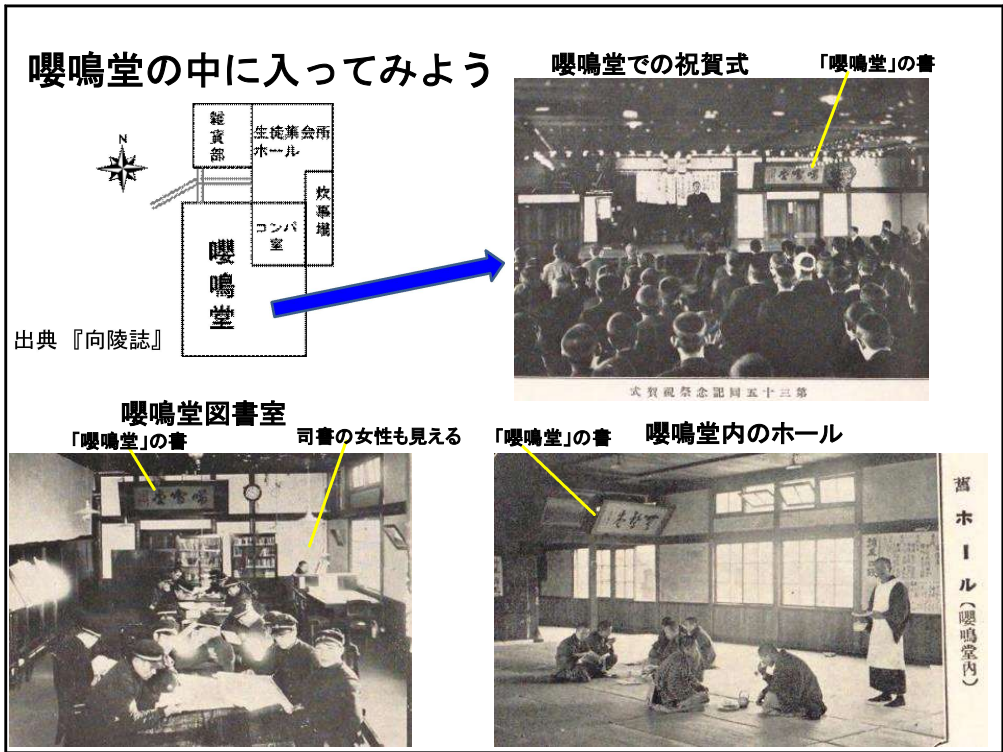 嚶鳴堂の中に入ってみよう
嚶鳴堂での祝賀式
「嚶鳴堂」の書
N
雑貨部
生徒集会所
ホール
炊事場
コンパ室
嚶鳴堂
出典 『向陵誌』
式賀祝祭念記回五十三第
嚶鳴堂図書室
「嚶鳴堂」の書
司書の女性も見える
「嚶鳴堂」の書
嚶鳴堂内のホール
舊ホール(嚶鳴堂内)